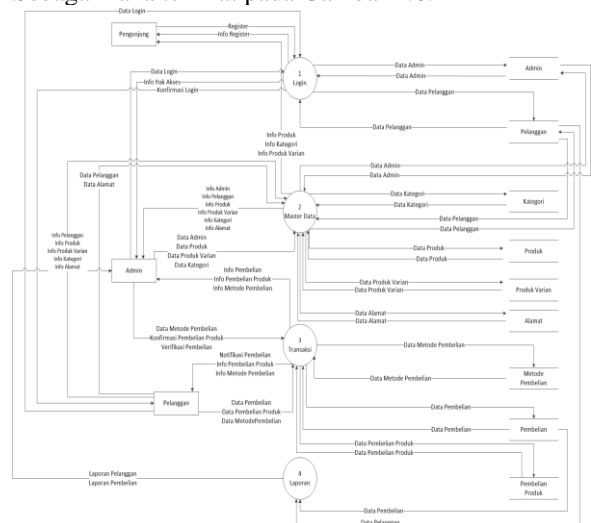 Data Login
Pengunjung
Register
Info Register
1
Login
Data Login
Info Hak Akses
Konfirmasi Login
Data Admin
Data Admin
Admin
Data Pelanggan
Data Pelanggan
Pelanggan
Info Produk
Info Kategori
Info Produk Varian
Data Pelanggan
Data Alamat
Info Admin
Info Pelanggan
Info Produk
Info Produk Varian
Info Kategori
Info Alamat
2
Master Data
Data Admin
Data Admin
Data Kategori
Data Kategori
Kategori
Data Pelanggan
Data Pelanggan
Data Produk
Data Produk
Produk
Info Pelanggan
Info Produk
Info Produk Varian
Info Kategori
Info Alamat
Admin
Data Admin
Data Produk
Data Produk Varian
Data Kategori
Data Produk Varian
Data Produk Varian
Produk Varian
Info Pembelian
Info Pembelian Produk
Info Metode Pembelian
Data Alamat
Data Alamat
Alamat
Data Metode Pembelian
Konfirmasi Pembelian Produk
Verifikasi Pembelian
3
Transaksi
Data Metode Pembelian
Data Metode Pembelian
Metode
Pembelian
Notifikasi Pembelian
Info Pembelian Produk
Info Metode Pembelian
Pelanggan
Data Pembelian
Data Pembelian Produk
Data MetodePembelian
Data Pembelian
Data Pembelian
Pembelian
Data Pembelian Produk
Data Pembelian Produk
Pembelian
Produk
Laporan Pelanggan
Laporan Pembelian
4
Laporan
Data Pembelian
Data Pelanggan